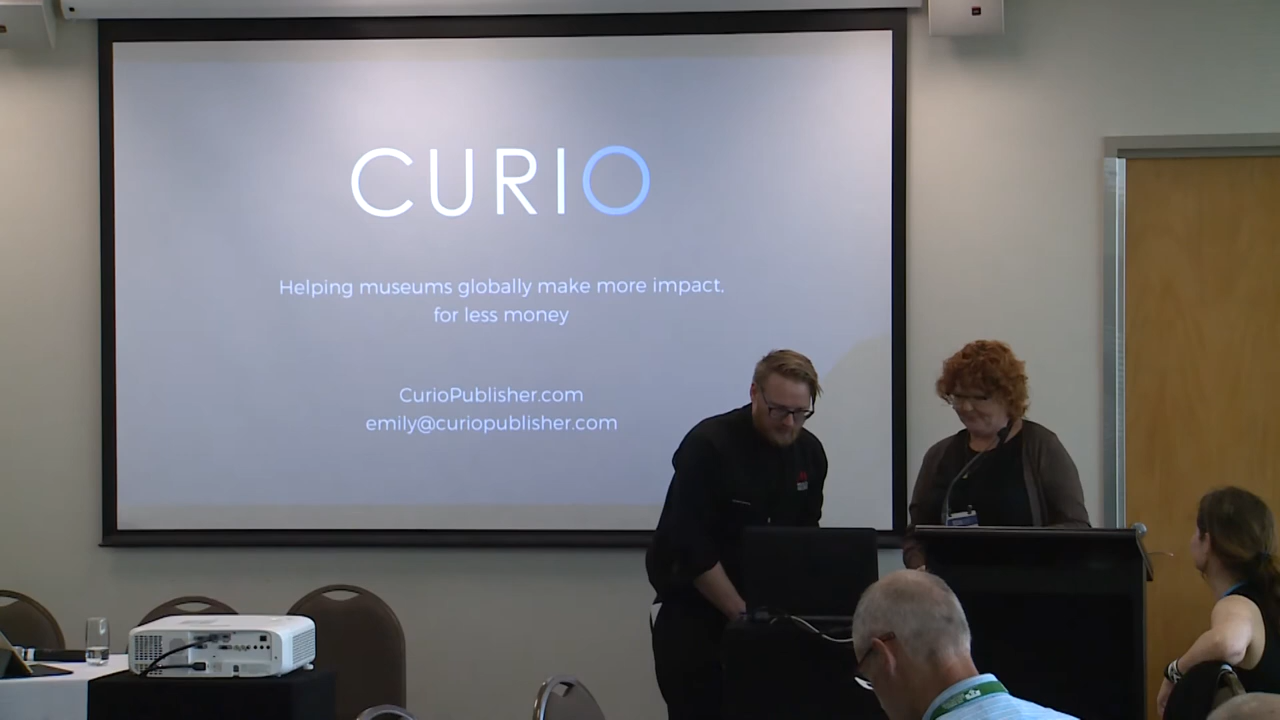 CURIO
Helping museums globally make more impact,
for less money
CurioPublisher.com
emily@curiopublisher.com